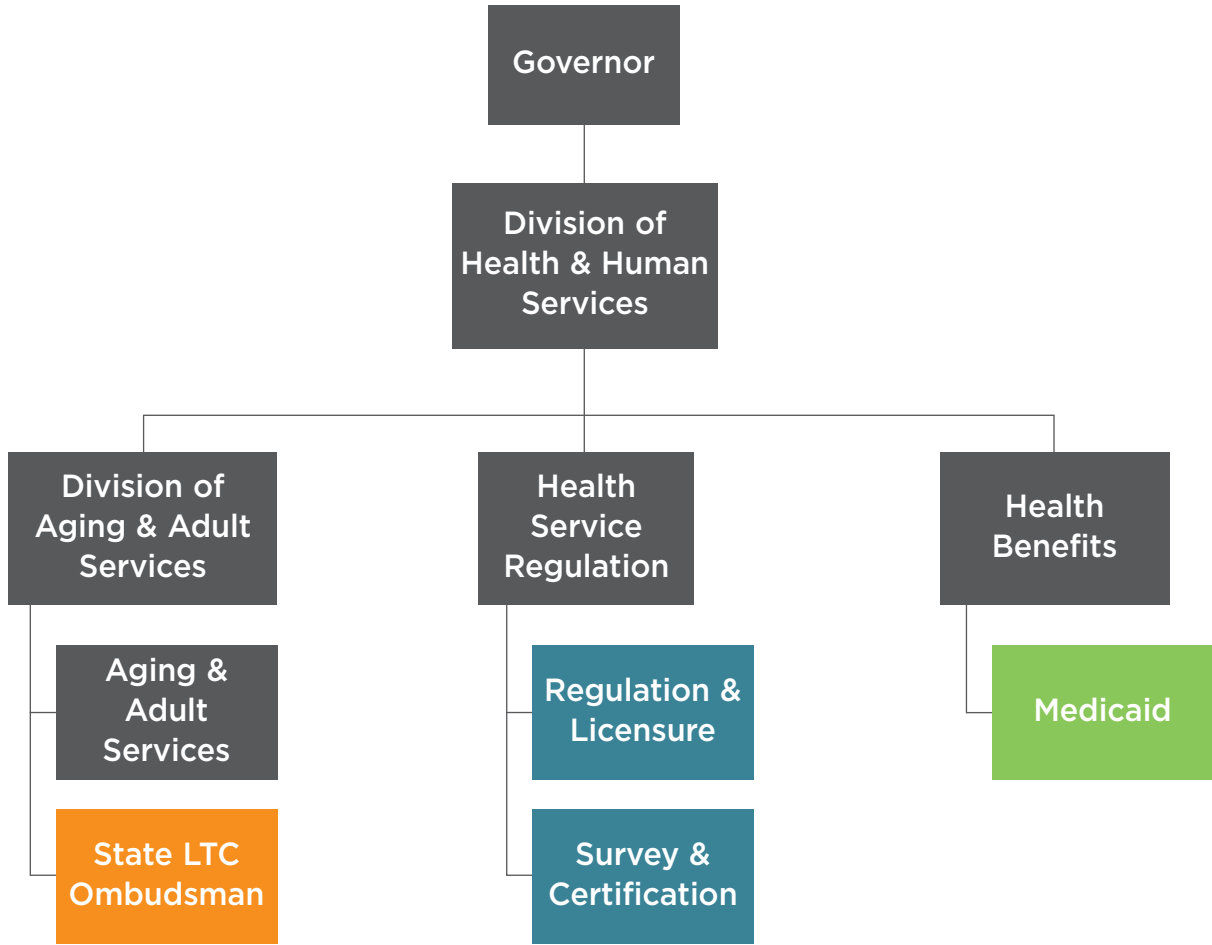 Governor
Division of
Health & Human
Services
Division of
Aging & Adult
Services
Health
Service
Regulation
Health
Benefits
Aging &
Adult
Services
Regulation &
Licensure
Medicaid
State LTC
Ombudsman
Survey &
Certification